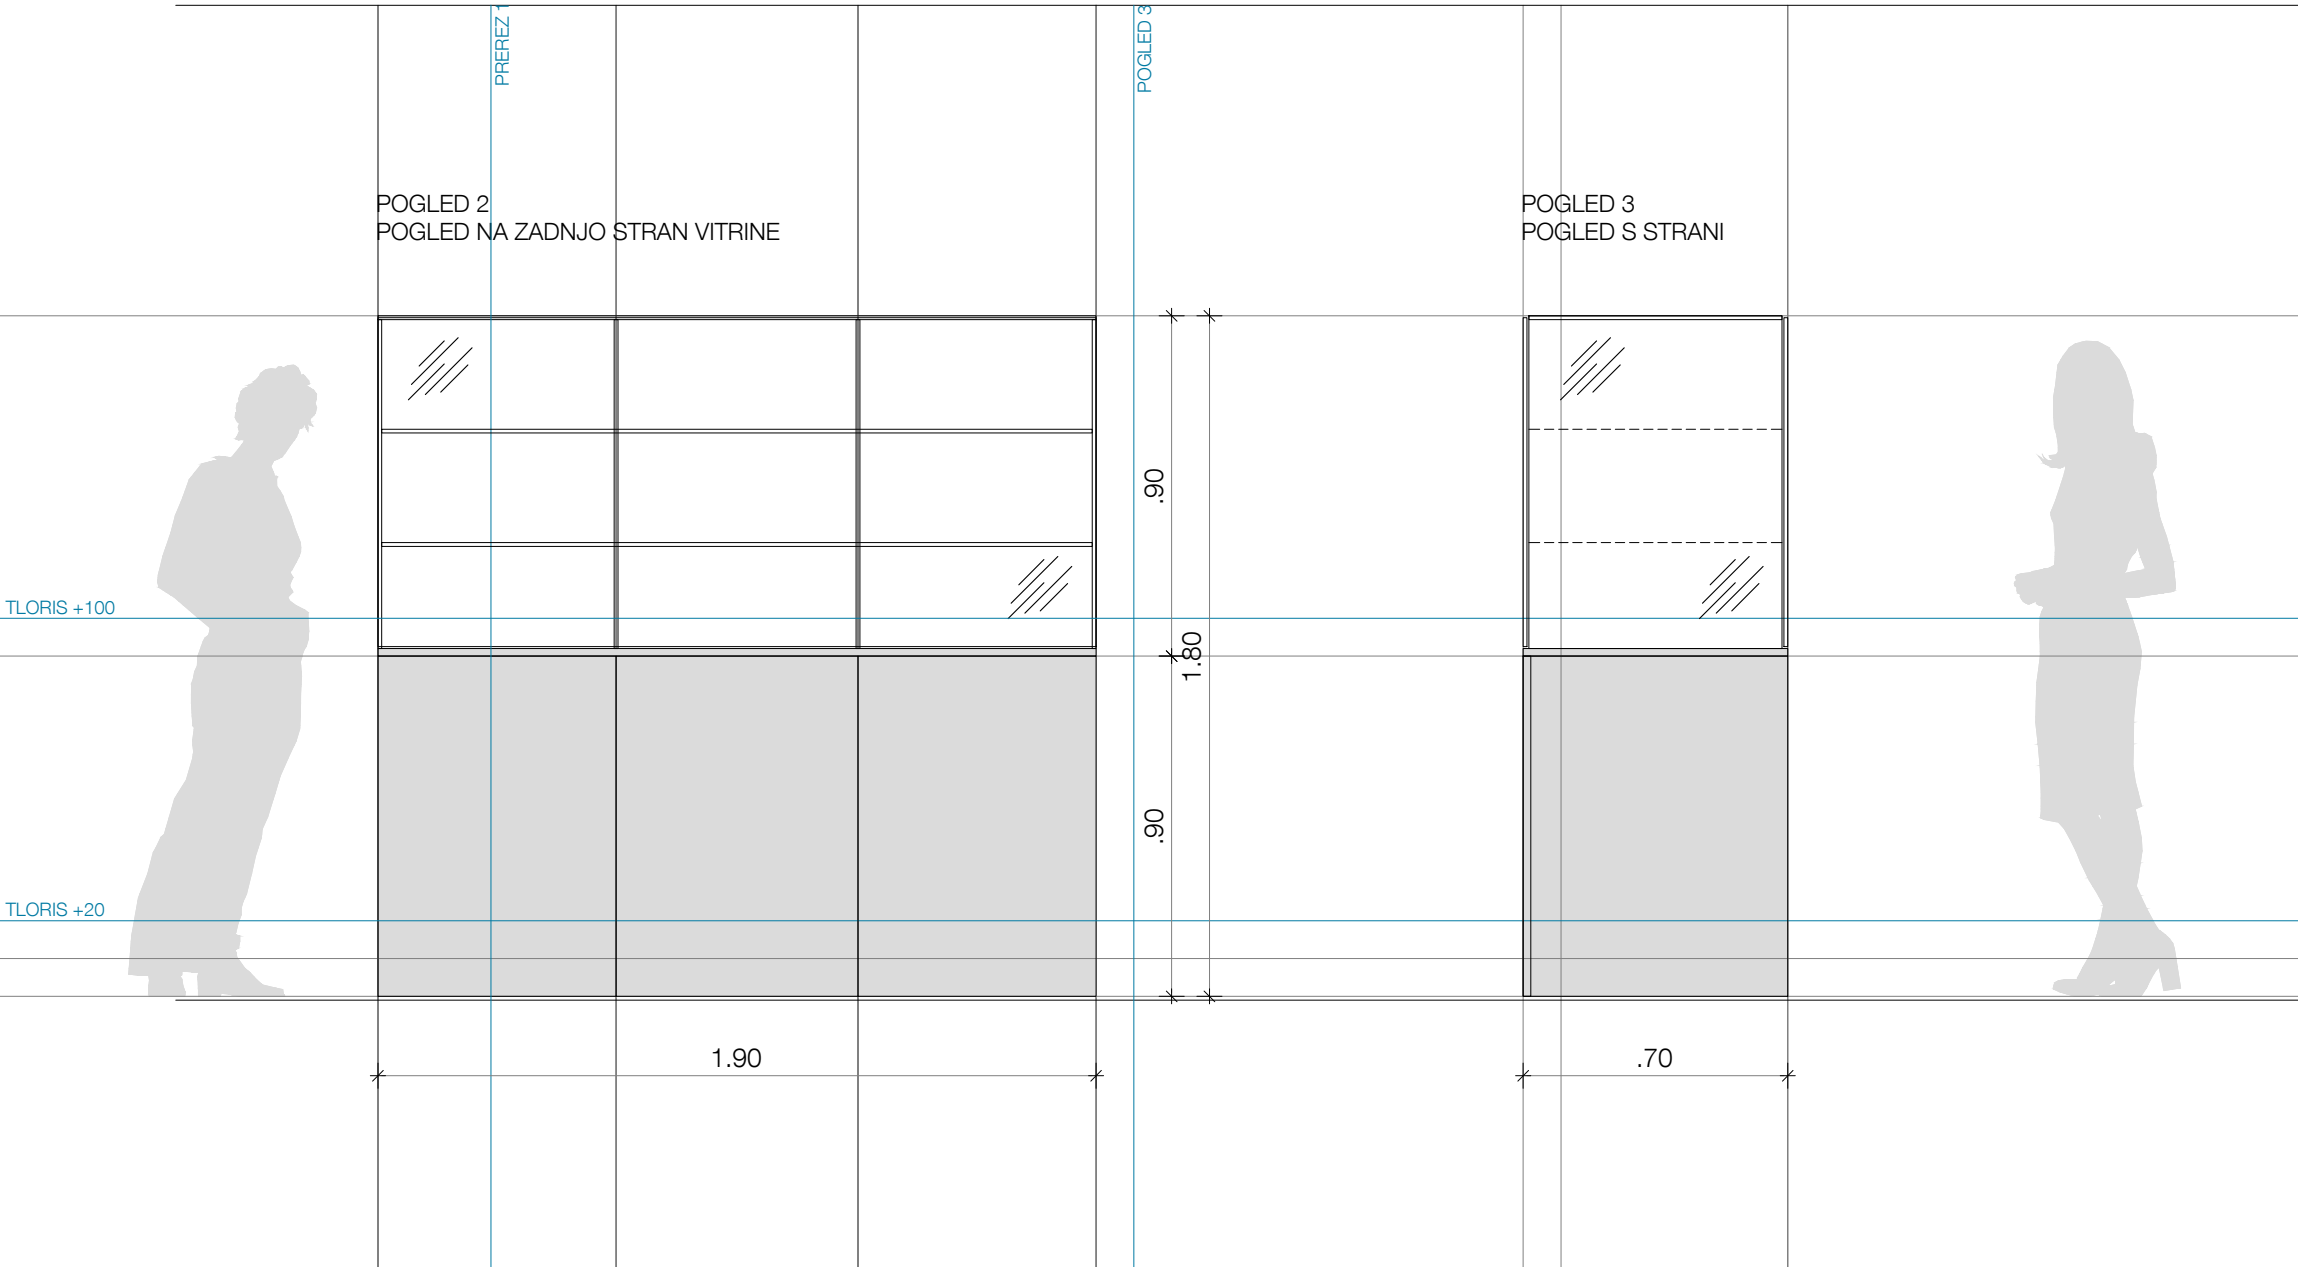 PREREZ 1
POGLED 3
POGLED 2
POGLED NA ZADNJO STRAN VITRINE
POGLED 3
POGLED S STRANI
.90
TLORIS +100
1.80
.90
TLORIS +20
1.90
.70